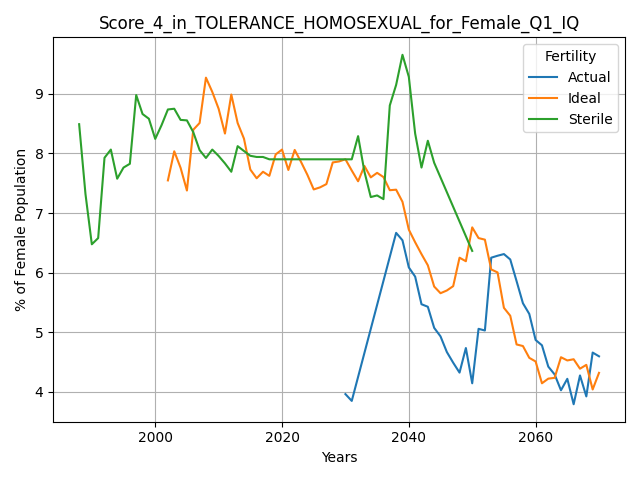 Score_4_in_TOLERANCE_HOMOSEXUAL_for_Female_Q1_IQ
Fertility
Actual
Ideal
Sterile
% of Female Population
9
8
7
6
5
4
2000
2020
2040
2060
Years